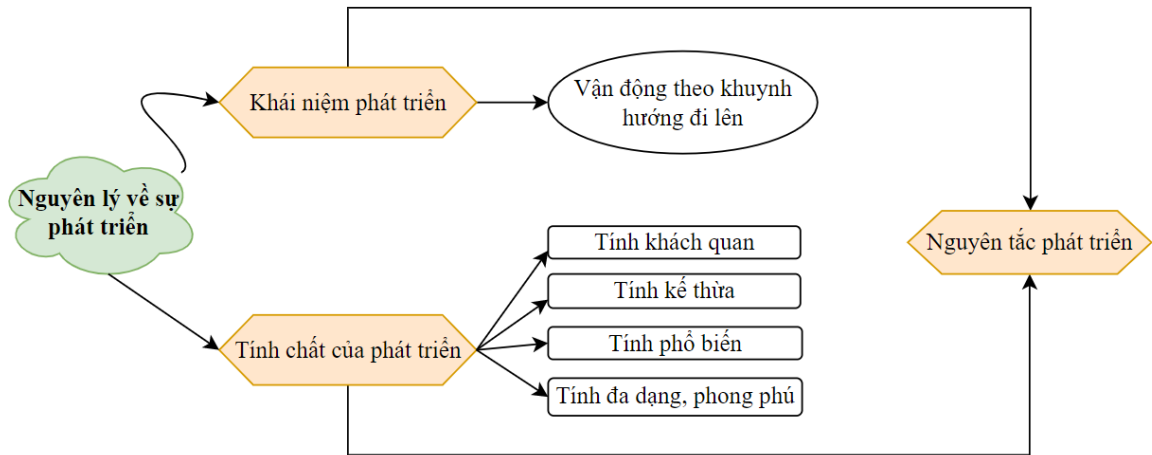 Khái niệm phát triển
Vận động theo khuynh
hướng đi lên
Nguyên lý về sự
phát triển
Tính khách quan
Nguyên tắc phát triển
Tính kế thừa
Tính chất của phát triển
Tính phổ biến
Tính đa dạng, phong phú